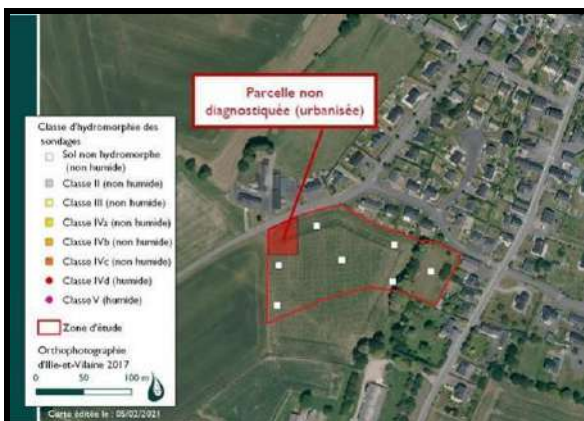 Parcelle non
diagnostiquée (urbanisée)
Classe d'hydromorphie des
sondages
Sol non hydromorphe
(non humide)
Classe II (non humide)
Classe III (non humide)
Classe IVa (non humide)
Classe IVb (non humide)
Classe IVc (non humide)
Classe IVd (humide)
Classe V (humide)
Zone d'étude
Orthophotographie
d'Ille-et-Vilaine 2017
0 50 100 m
Carte éditée le : 05/02/2021